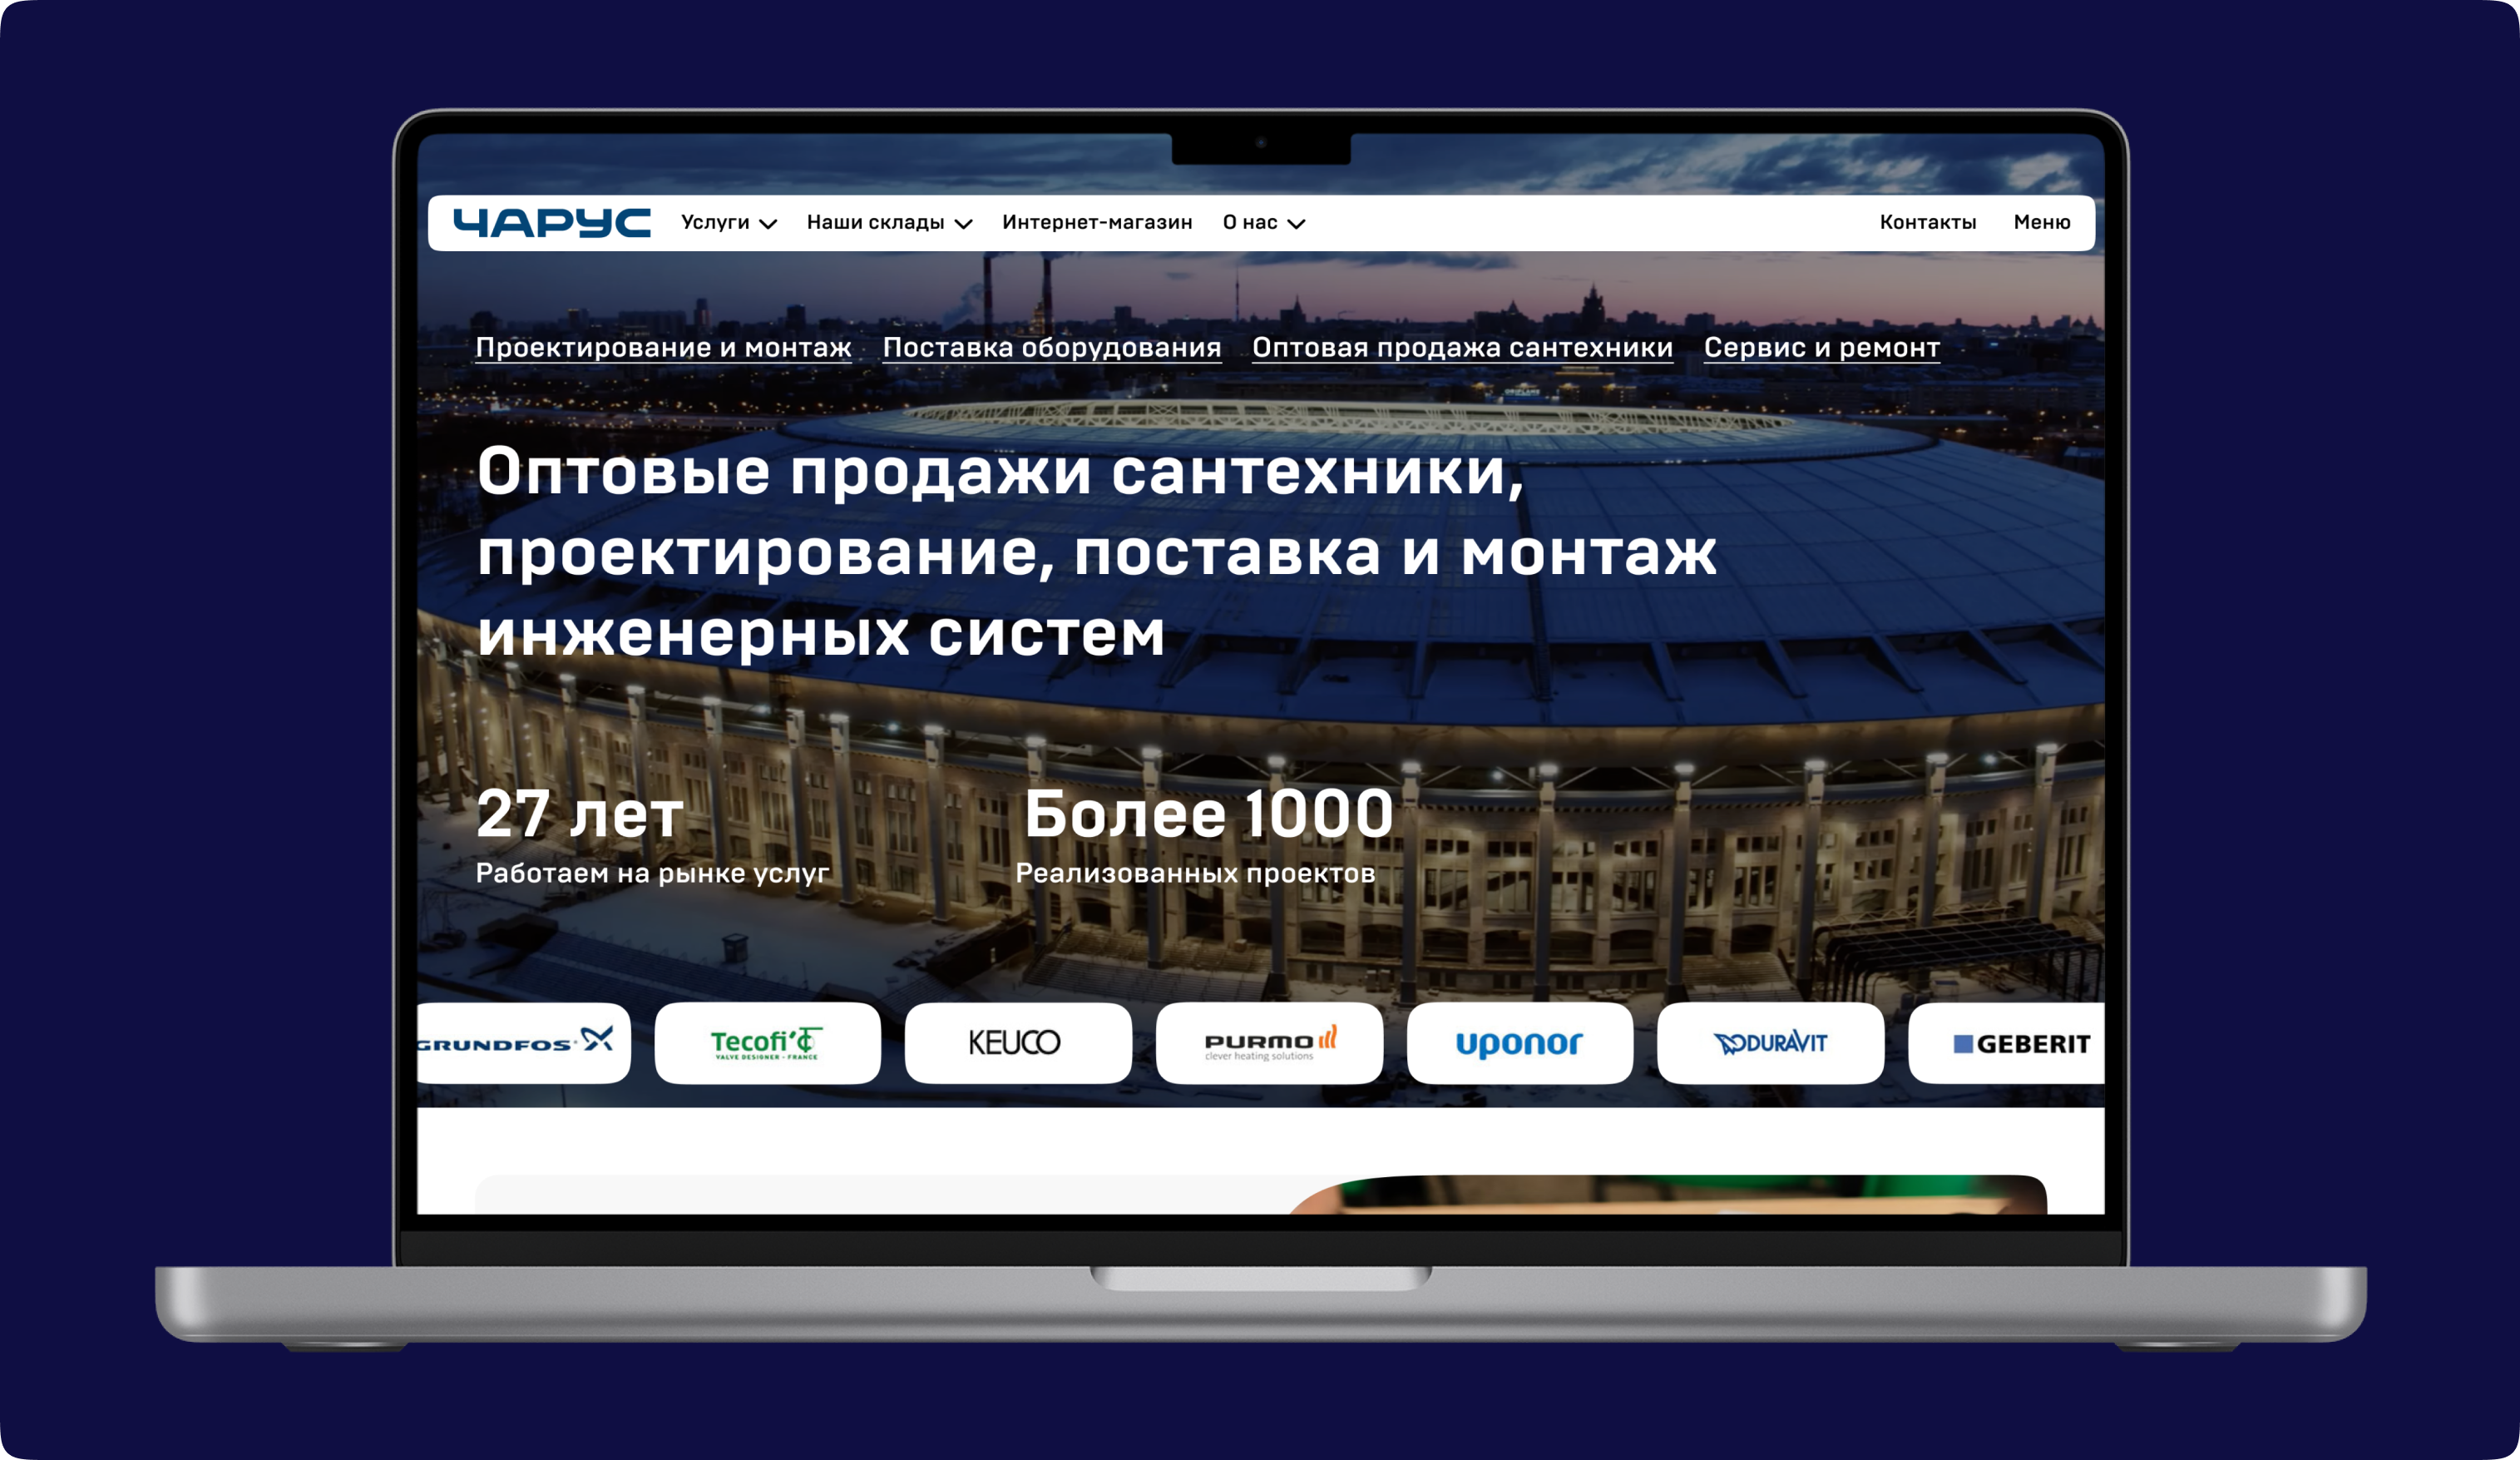 ЧАРУС Услуги Наши склады Интернет-магазин О нас Контакты Меню
Проектирование и монтаж Поставка оборудования Оптовая продажа сантехники Сервис и ремонт
Оптовые продажи сантехники,
проектирование, поставка и монтаж
инженерных систем
27 лет Более 1000
Работаем на рынке услуг Реализованных проектов
GRUNDFOS Tecofi KEUCO PURMO uponor DURAVIT GEBERIT
VALVE DESIGNER - FRANCE clever heating solutions